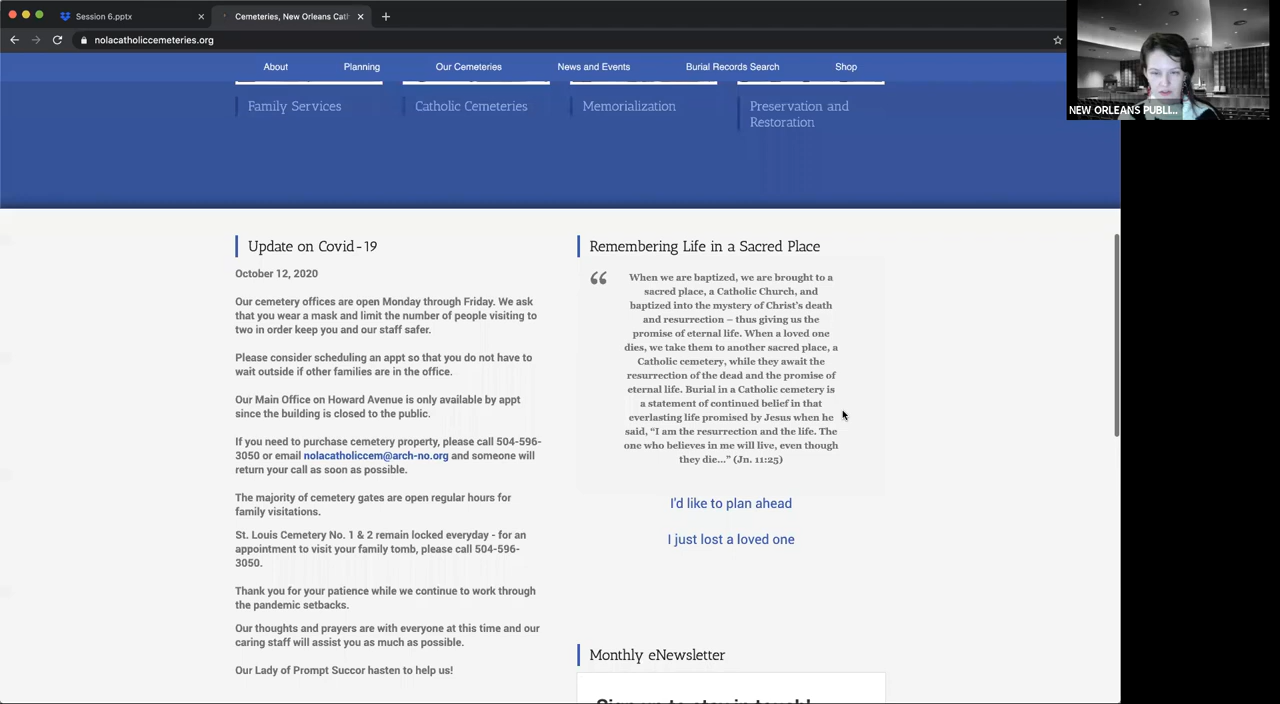 Session 6.pptx
Cemeteries, New Orleans Cath
nolacatholiccemeteries.org
NEW ORLEANS PUBLI...
About
Planning
Our Cemeteries
News and Events
Burial Records Search
Shop
Family Services
Catholic Cemeteries
Memorialization
Preservation and
Restoration
Update on Covid-19
October 12, 2020
Our cemetery offices are open Monday through Friday. We ask
that you wear a mask and limit the number of people visiting to
two in order keep you and our staff safer.
Please consider scheduling an appt so that you do not have to
wait outside if other families are in the office.
Our Main Office on Howard Avenue is only available by appt
since the building is closed to the public.
If you need to purchase cemetery property, please call 504-596-
3050 or email nolacatholiccem@arch-no.org and someone will
return your call as soon as possible.
The majority of cemetery gates are open regular hours for
family visitations.
St. Louis Cemetery No. 1 & 2 remain locked everyday - for an
appointment to visit your family tomb, please call 504-596-
3050.
Thank you for your patience while we continue to work through
the pandemic setbacks.
Our thoughts and prayers are with everyone at this time and our
caring staff will assist you as much as possible.
Our Lady of Prompt Succor hasten to help us!
Remembering Life in a Sacred Place
“ When we are baptized, we are brought to a
sacred place, a Catholic Church, and
baptized into the mystery of Christ's death
and resurrection – thus giving us the
promise of eternal life. When a loved one
dies, we take them to another sacred place, a
Catholic cemetery, while they await the
resurrection of the dead and the promise of
eternal life. Burial in a Catholic cemetery is
a statement of continued belief in that
everlasting life promised by Jesus when he
said, “I am the resurrection and the life. The
one who believes in me will live, even though
they die...” (Jn. 11:25)
I'd like to plan ahead
I just lost a loved one
Monthly eNewsletter
Sign up to stay in touch!